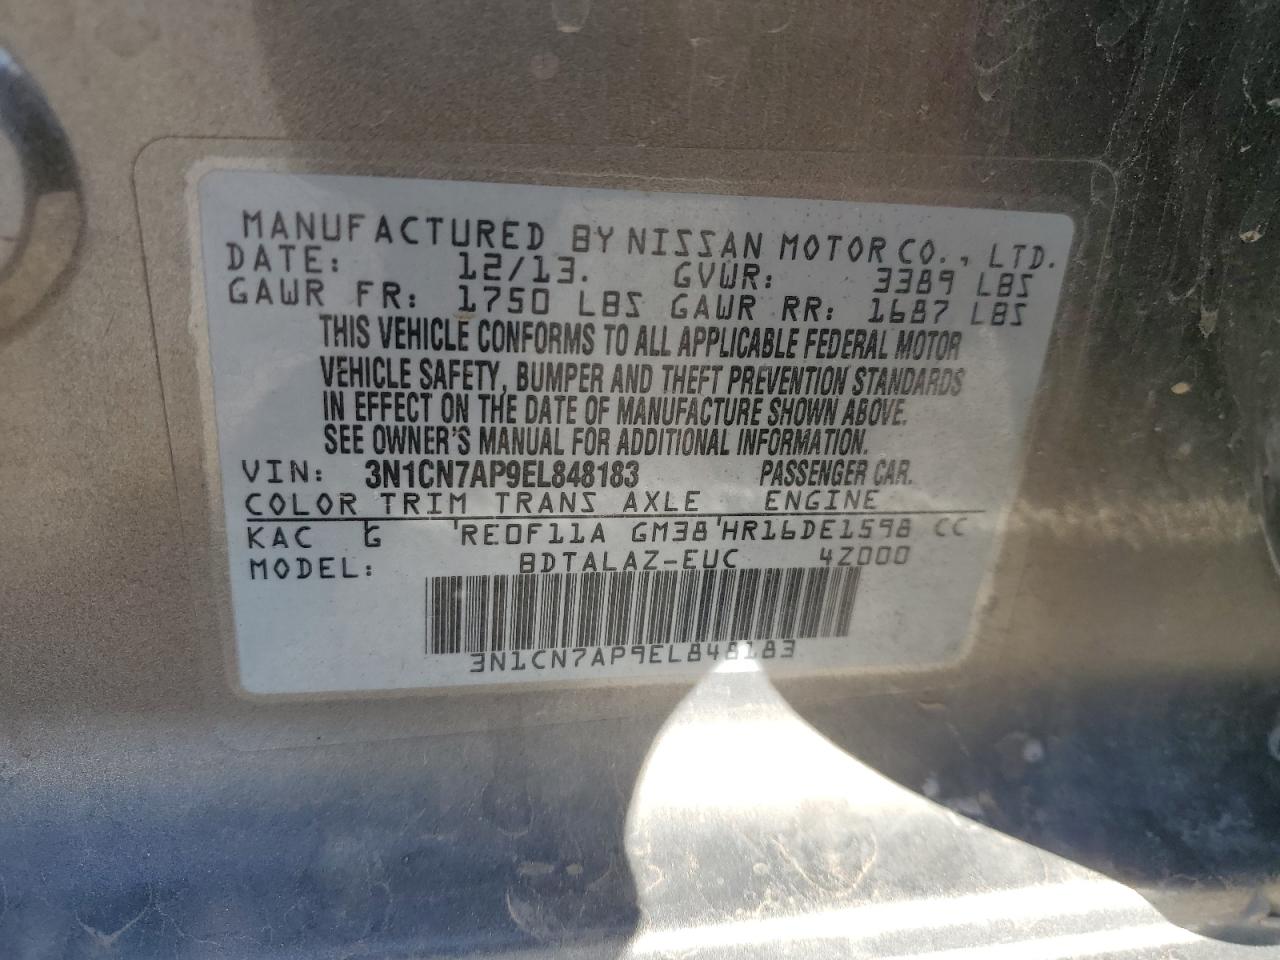 MANUFACTURED BY NISSAN MOTOR CO., LTD.
DATE: 12/13. GVWR: 3389 LBS
GAWR FR: 1750 LBS GAWR RR: 1687 LBS
THIS VEHICLE CONFORMS TO ALL APPLICABLE FEDERAL MOTOR
VEHICLE SAFETY, BUMPER AND THEFT PREVENTION STANDARDS
IN EFFECT ON THE DATE OF MANUFACTURE SHOWN ABOVE.
SEE OWNER'S MANUAL FOR ADDITIONAL INFORMATION.
VIN: 3N1CN7AP9EL848183 PASSENGER CAR.
COLOR TRIM TRANS AXLE ENGINE
KAC G RE0F11A GM38 HR16DE1598 CC
MODEL: BDTALAZ-EUC 4Z000
3N1CN7AP9EL848183